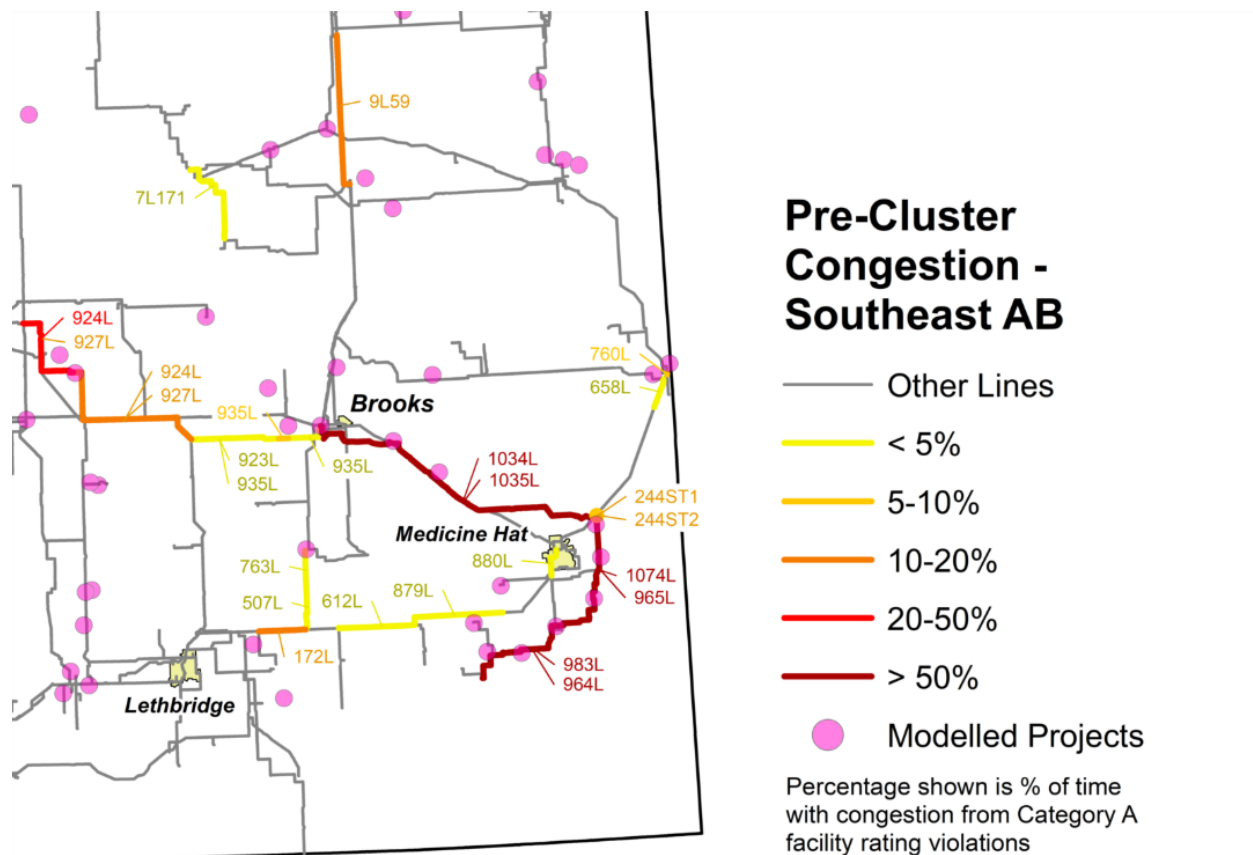 9L59
7L171
924L
927L
924L
927L
935L
Brooks
760L
658L
923L
935L
935L
1034L
1035L
244ST1
244ST2
Medicine Hat
880L
763L
507L
612L
879L
1074L
965L
172L
983L
964L
Lethbridge
Pre-Cluster
Congestion -
Southeast AB
Other Lines
< 5%
5-10%
10-20%
20-50%
> 50%
Modelled Projects
Percentage shown is % of time
with congestion from Category A
facility rating violations